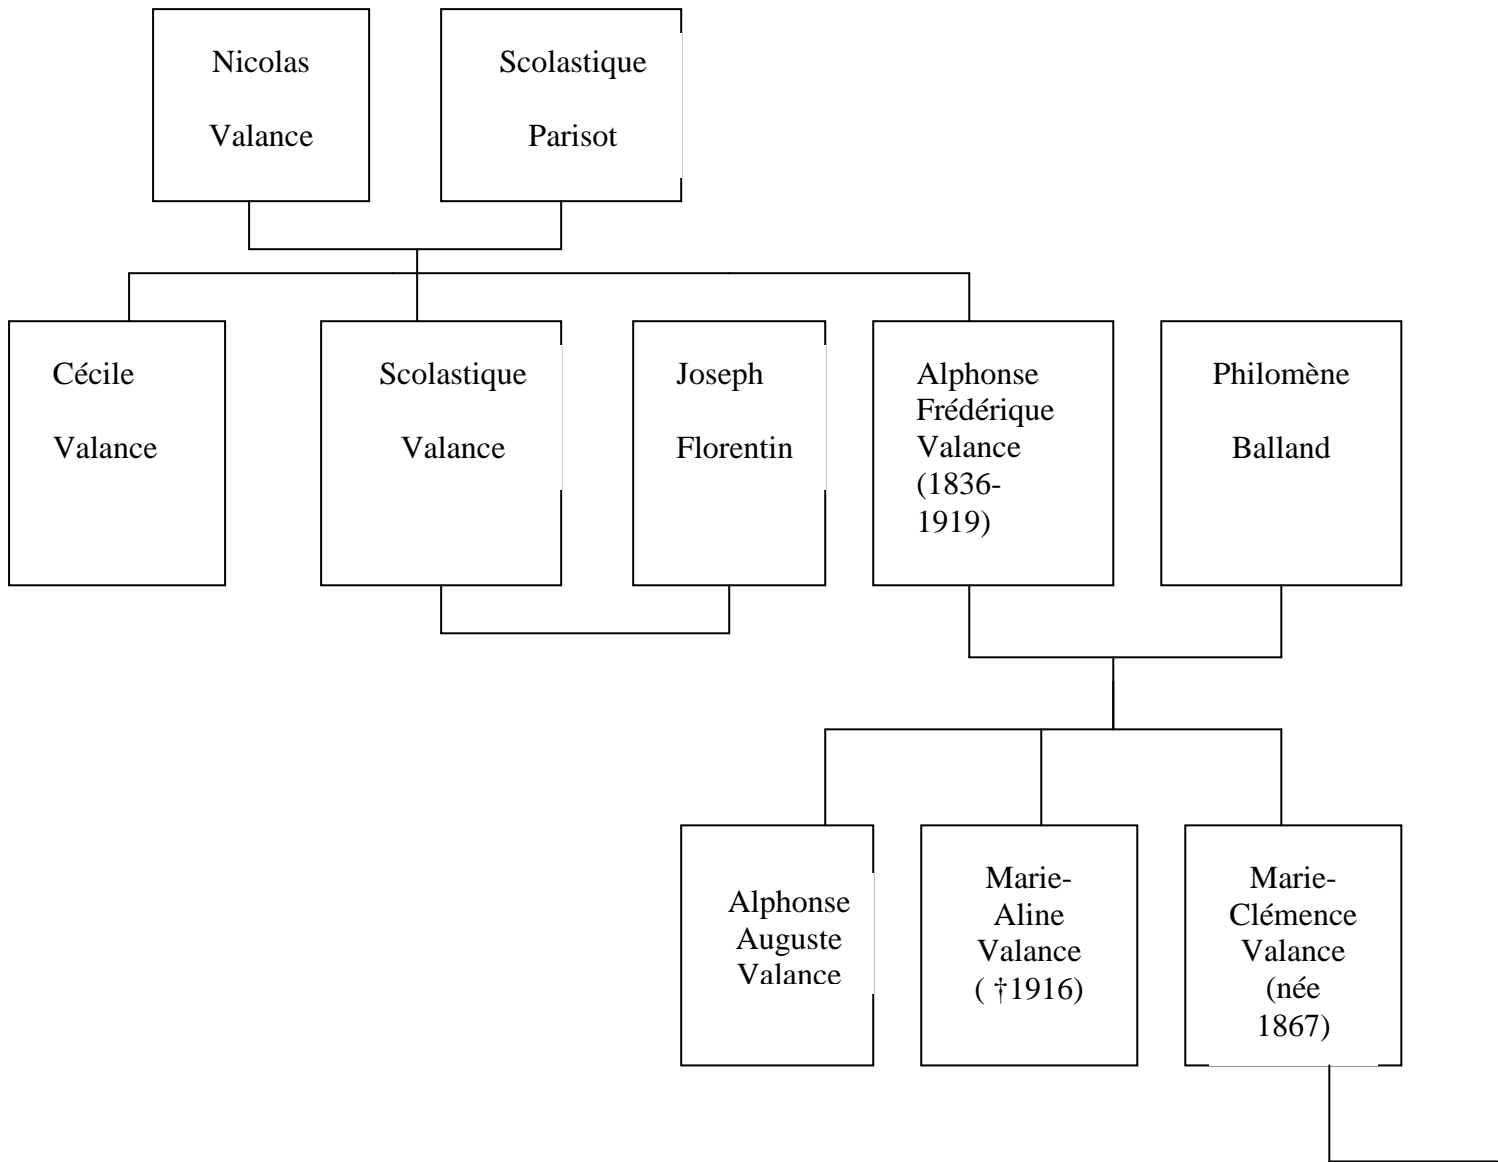 Nicolas
Valance
Scolastique
Parisot
Cécile
Valance
Scolastique
Valance
Joseph
Florentin
Alphonse
Frédérique
Valance
(1836-
1919)
Philomène
Balland
Alphonse
Auguste
Valance
Marie-
Aline
Valance
( †1916)
Marie-
Clémence
Valance
(née
1867)